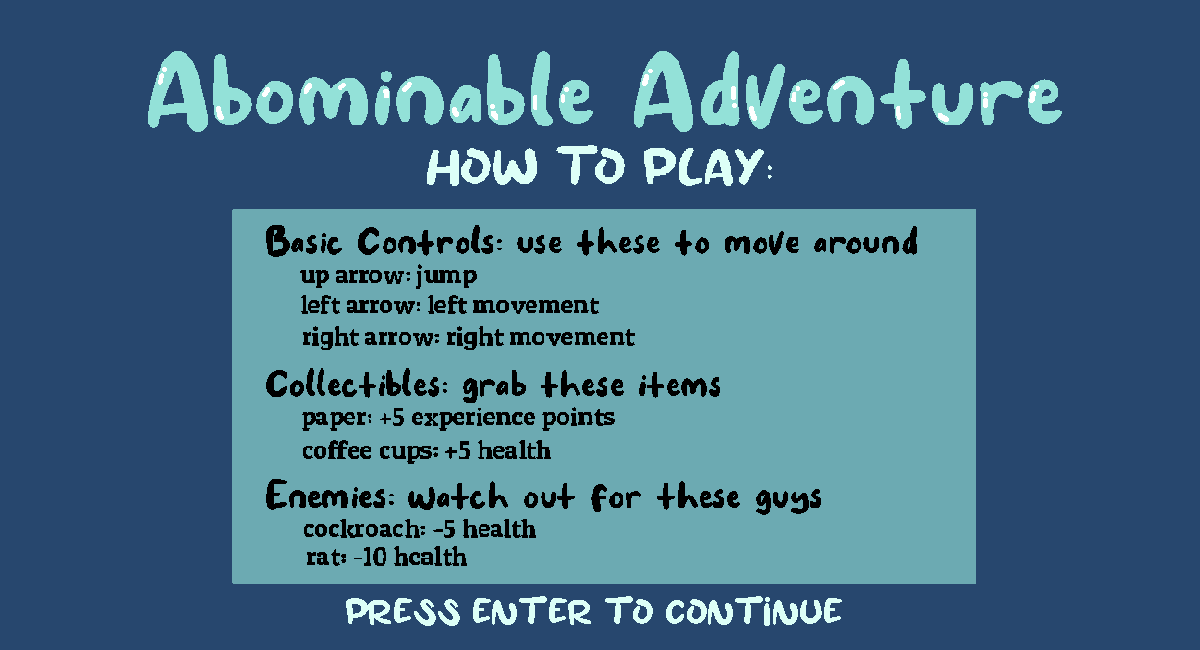 Abominable Adventure
HOW TO PLAY:
Basic Controls: use these to move around
up arrow: jump
left arrow: left movement
right arrow: right movement
Collectibles: grab these items
paper: +5 experience points
coffee cups: +5 health
Enemies: watch out for these guys
cockroach: -5 health
rat: -10 health
PRESS ENTER TO CONTINUE